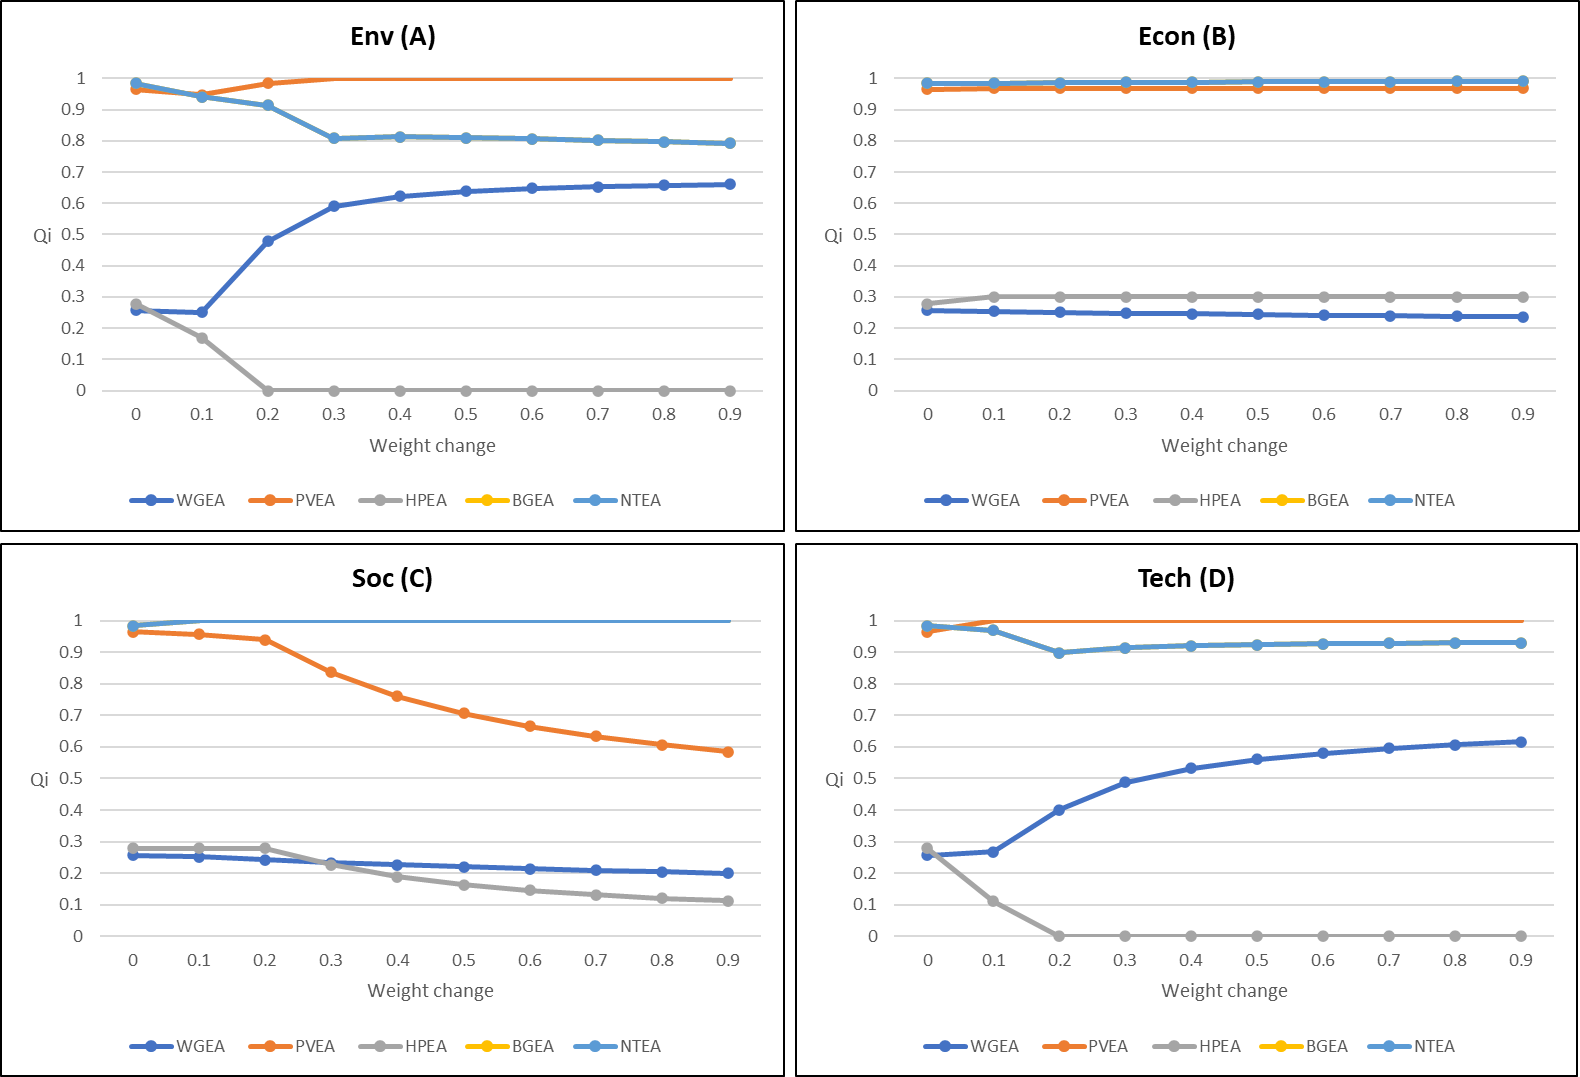 Env (A)
1
0.9
0.8
0.7
0.6
Qi 0.5
0.4
0.3
0.2
0.1
0
0 0.1 0.2 0.3 0.4 0.5 0.6 0.7 0.8 0.9
Weight change
WGEA PVEA HPEA BGEA NTEA
Econ (B)
1
0.9
0.8
0.7
0.6
Qi 0.5
0.4
0.3
0.2
0.1
0
0 0.1 0.2 0.3 0.4 0.5 0.6 0.7 0.8 0.9
Weight change
WGEA PVEA HPEA BGEA NTEA
Soc (C)
1
0.9
0.8
0.7
0.6
Qi 0.5
0.4
0.3
0.2
0.1
0
0 0.1 0.2 0.3 0.4 0.5 0.6 0.7 0.8 0.9
Weight change
WGEA PVEA HPEA BGEA NTEA
Tech (D)
1
0.9
0.8
0.7
0.6
Qi 0.5
0.4
0.3
0.2
0.1
0
0 0.1 0.2 0.3 0.4 0.5 0.6 0.7 0.8 0.9
Weight change
WGEA PVEA HPEA BGEA NTEA